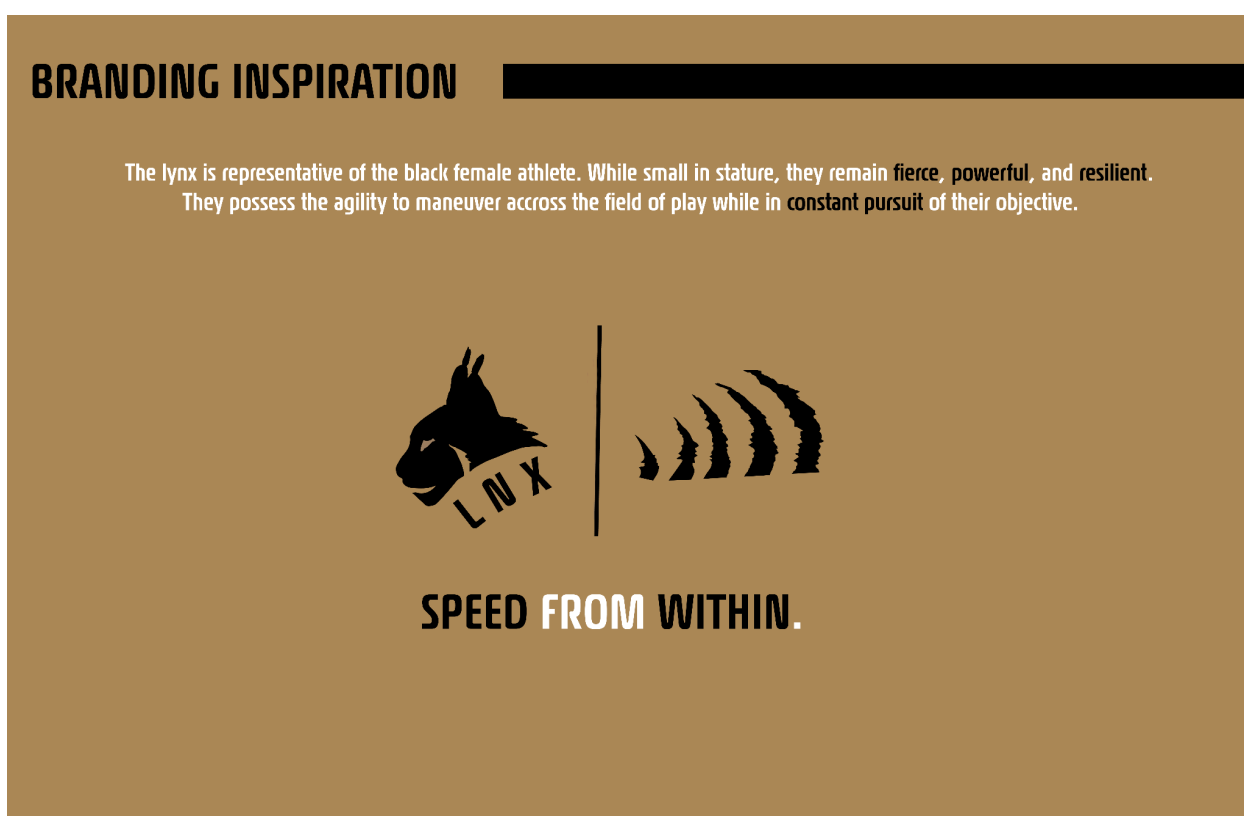 BRANDING INSPIRATION
The lynx is representative of the black female athlete. While small in stature, they remain fierce, powerful, and resilient.
They possess the agility to maneuver accross the field of play while in constant pursuit of their objective.
LNX
SPEED FROM WITHIN.